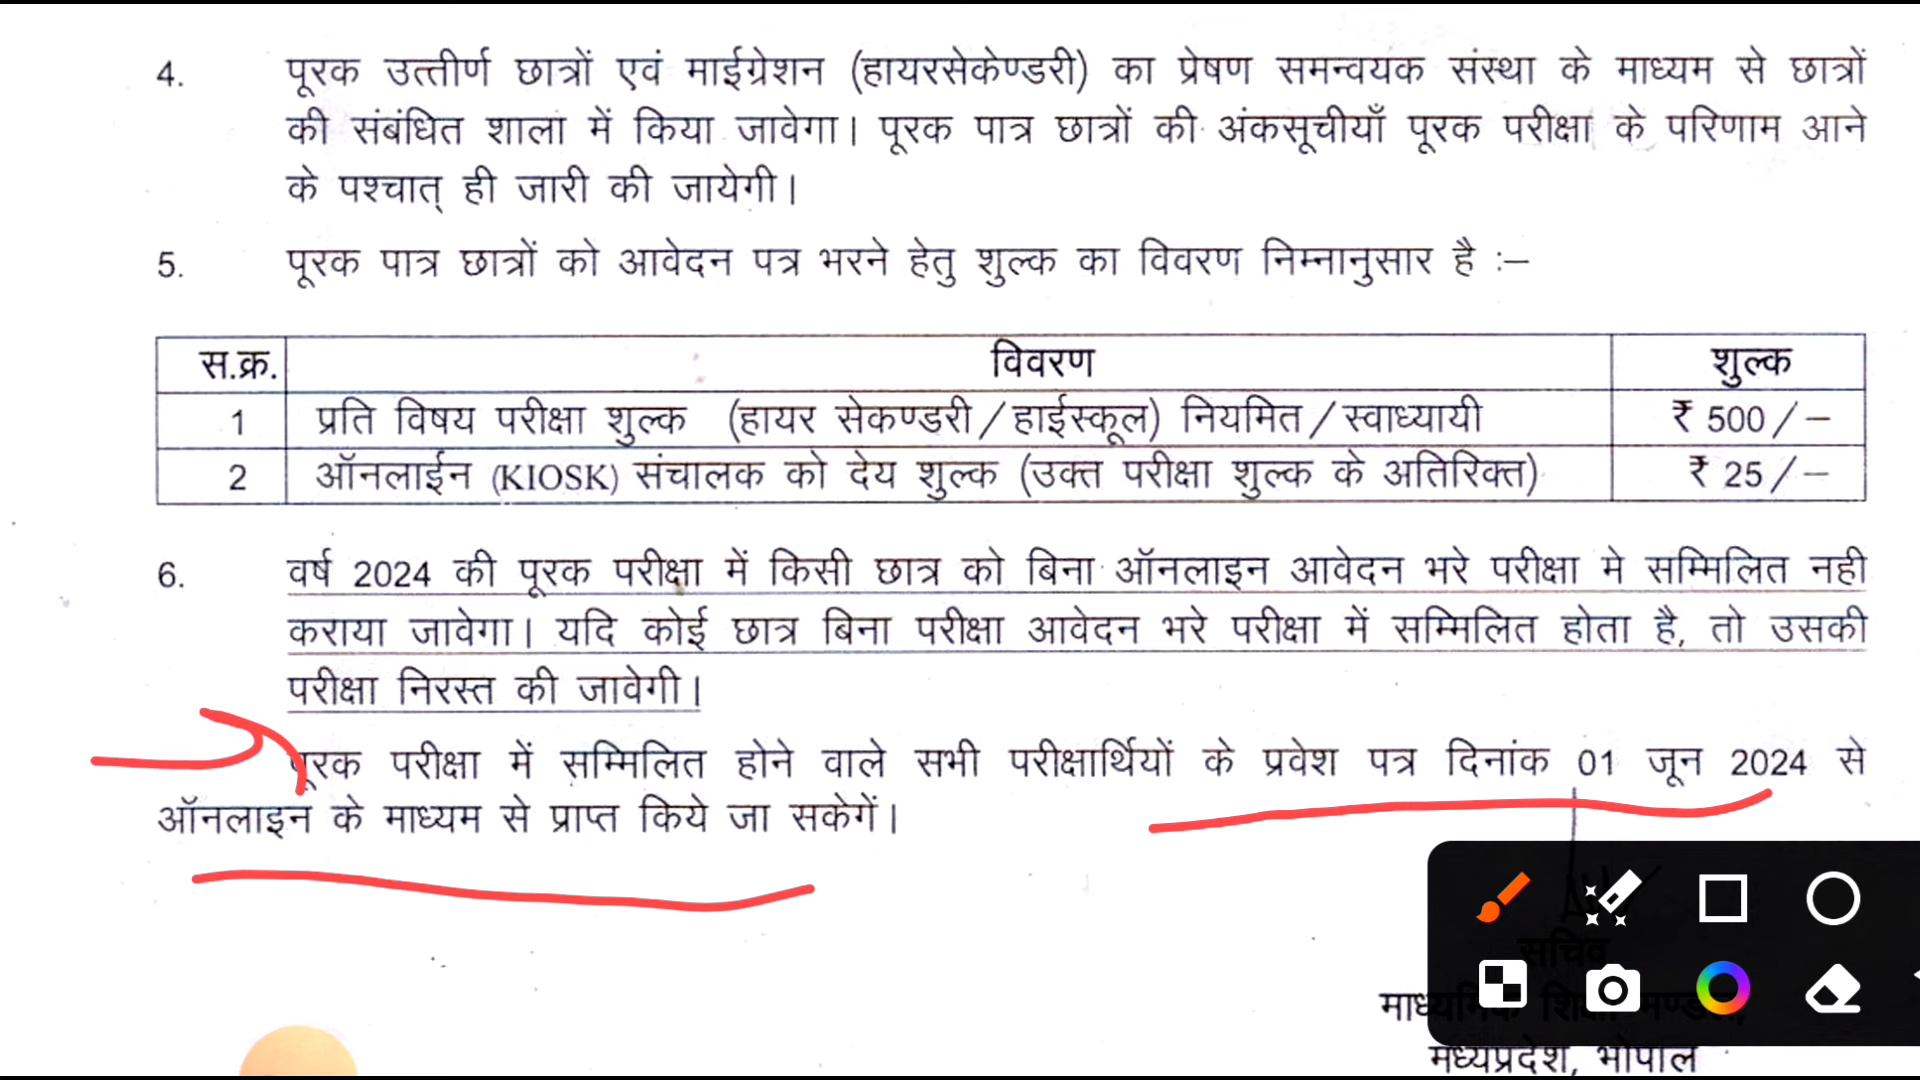 4. पूरक उत्तीर्ण छात्रों एवं माईग्रेशन (हायरसेकेण्डरी) का प्रेषण समन्वयक संस्था के माध्यम से छात्रों
की संबंधित शाला में किया जावेगा। पूरक पात्र छात्रों की अंकसूचीयाँ पूरक परीक्षा के परिणाम आने
के पश्चात् ही जारी की जायेगी।
5. पूरक पात्र छात्रों को आवेदन पत्र भरने हेतु शुल्क का विवरण निम्नानुसार है :–
स.क्र. विवरण शुल्क
1 प्रति विषय परीक्षा शुल्क (हायर सेकण्डरी/हाईस्कूल) नियमित/स्वाध्यायी ₹ 500/–
2 ऑनलाईन (KIOSK) संचालक को देय शुल्क (उक्त परीक्षा शुल्क के अतिरिक्त) ₹ 25/–
6. वर्ष 2024 की पूरक परीक्षा में किसी छात्र को बिना ऑनलाइन आवेदन भरे परीक्षा मे सम्मिलित नही
कराया जावेगा। यदि कोई छात्र बिना परीक्षा आवेदन भरे परीक्षा में सम्मिलित होता है, तो उसकी
परीक्षा निरस्त की जावेगी।
पूरक परीक्षा में सम्मिलित होने वाले सभी परीक्षार्थियों के प्रवेश पत्र दिनांक 01 जून 2024 से
ऑनलाइन के माध्यम से प्राप्त किये जा सकेगें।
सचिव
माध्यमिक शिक्षा मण्डल,
मध्यप्रदेश, भोपाल